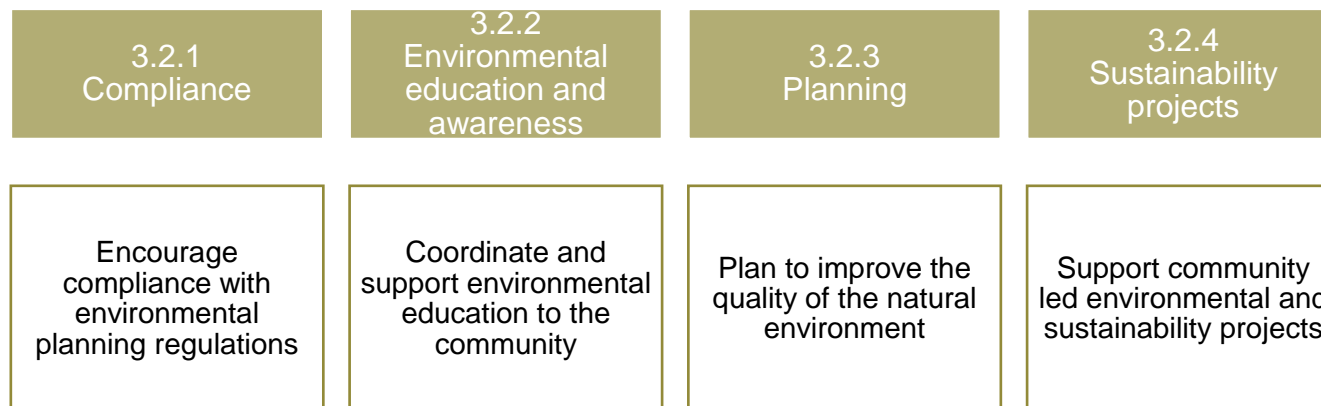 3.2.1
Compliance
3.2.2
Environmental
education and
awareness
3.2.3
Planning
3.2.4
Sustainability
projects
Encourage
compliance with
environmental
planning regulations
Coordinate and
support environmental
education to the
community
Plan to improve the
quality of the natural
environment
Support community
led environmental and
sustainability projects